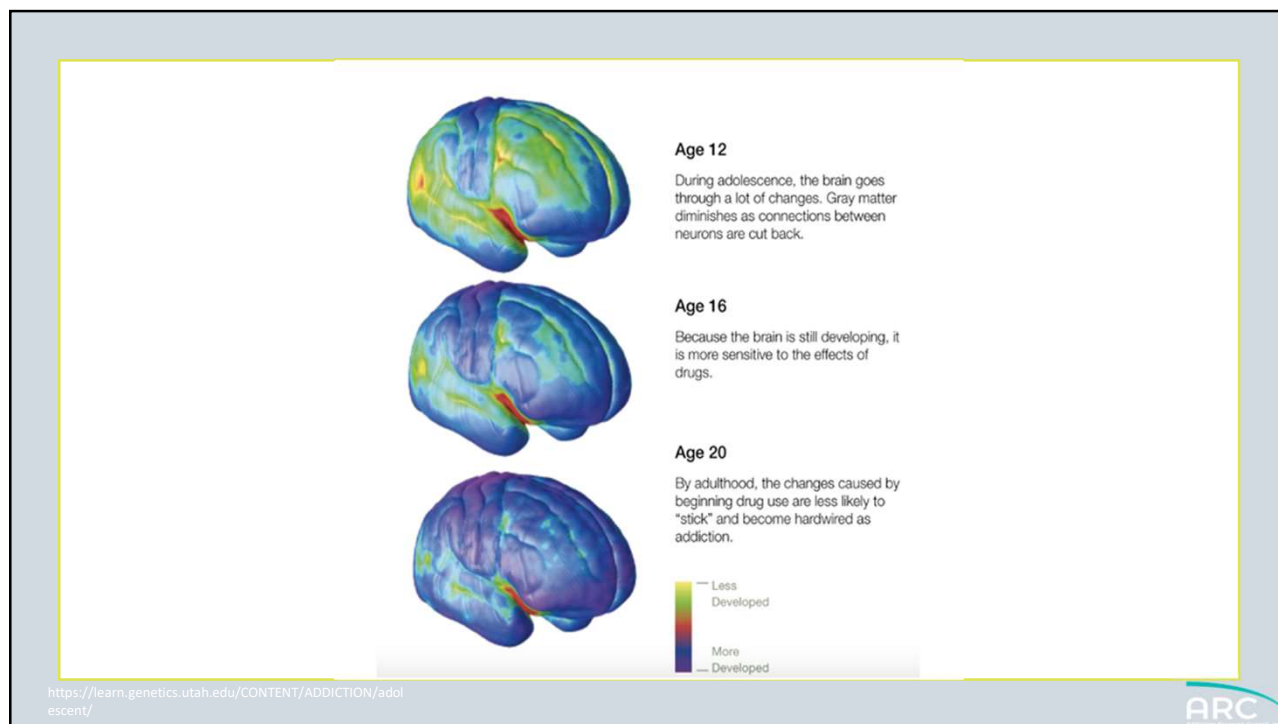 Age 12
During adolescence, the brain goes
through a lot of changes. Gray matter
diminishes as connections between
neurons are cut back.
Age 16
Because the brain is still developing, it
is more sensitive to the effects of
drugs.
Age 20
By adulthood, the changes caused by
beginning drug use are less likely to
“stick” and become hardwired as
addiction.
Less
Developed
More
Developed
https://learn.genetics.utah.edu/CONTENT/ADDICTION/adol
escent/
ARC